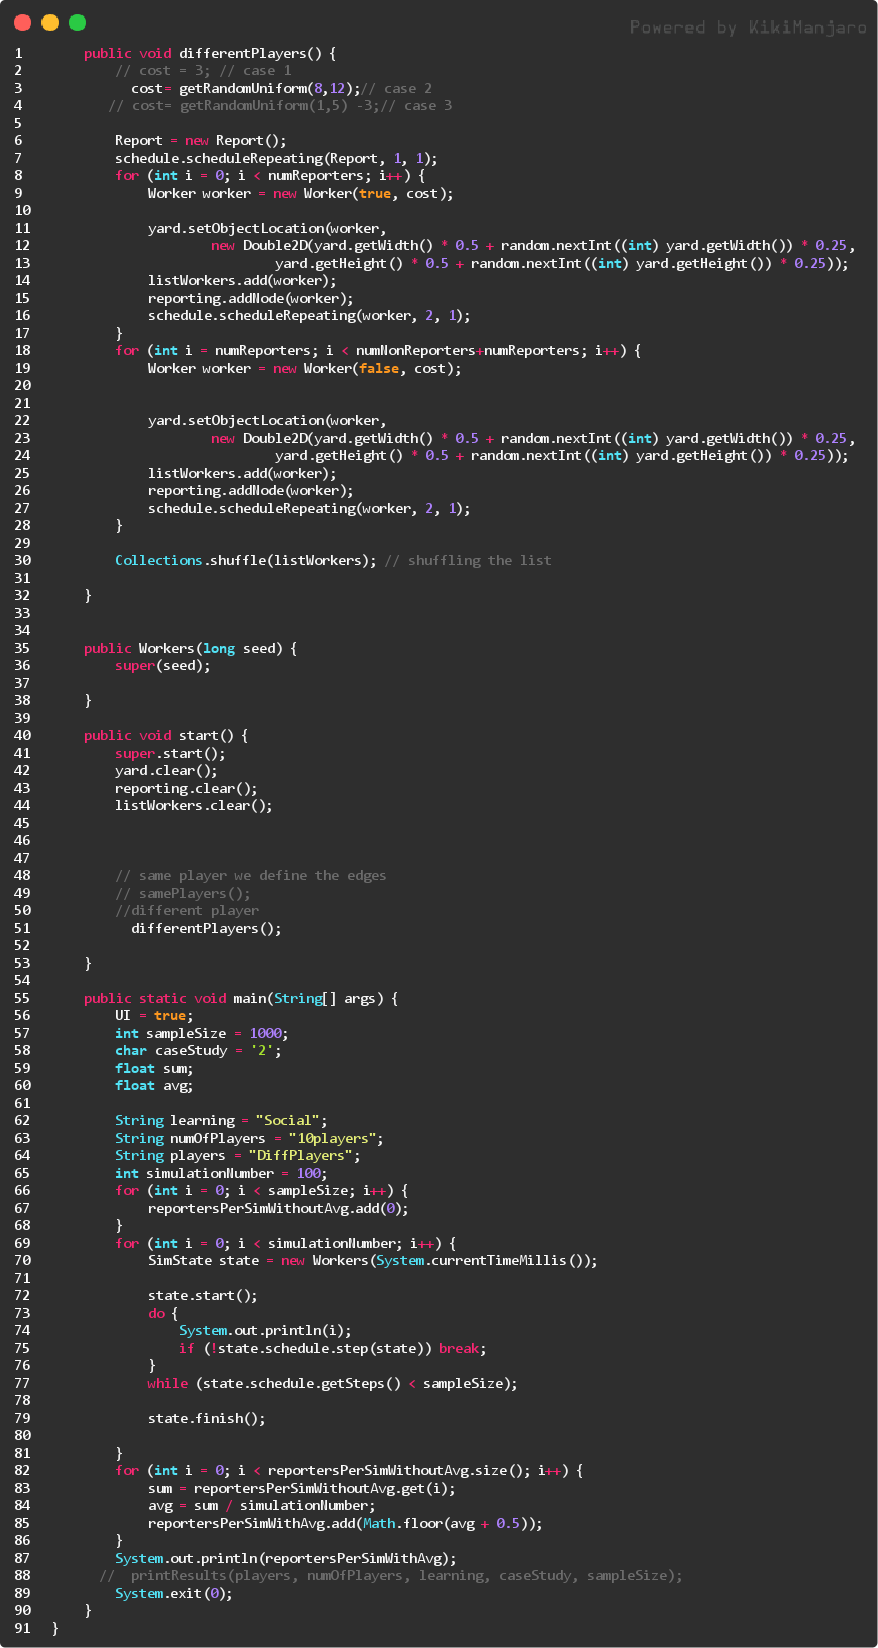 Powered by KikiManjaro
1 public void differentPlayers() {
2 // cost = 3; // case 1
3 cost= getRandomUniform(8,12);// case 2
4 // cost= getRandomUniform(1,5) -3;// case 3
5
6 Report = new Report();
7 schedule.scheduleRepeating(Report, 1, 1);
8 for (int i = 0; i < numReporters; i++) {
9 Worker worker = new Worker(true, cost);
10
11 yard.setObjectLocation(worker,
12 new Double2D(yard.getWidth() * 0.5 + random.nextInt((int) yard.getWidth()) * 0.25,
13 yard.getHeight() * 0.5 + random.nextInt((int) yard.getHeight()) * 0.25));
14 listWorkers.add(worker);
15 reporting.addNode(worker);
16 schedule.scheduleRepeating(worker, 2, 1);
17 }
18 for (int i = numReporters; i < numNonReporters+numReporters; i++) {
19 Worker worker = new Worker(false, cost);
20
21
22 yard.setObjectLocation(worker,
23 new Double2D(yard.getWidth() * 0.5 + random.nextInt((int) yard.getWidth()) * 0.25,
24 yard.getHeight() * 0.5 + random.nextInt((int) yard.getHeight()) * 0.25));
25 listWorkers.add(worker);
26 reporting.addNode(worker);
27 schedule.scheduleRepeating(worker, 2, 1);
28 }
29
30 Collections.shuffle(listWorkers); // shuffling the list
31
32 }
33
34
35 public Workers(long seed) {
36 super(seed);
37
38 }
39
40 public void start() {
41 super.start();
42 yard.clear();
43 reporting.clear();
44 listWorkers.clear();
45
46
47
48 // same player we define the edges
49 // samePlayers();
50 //different player
51 differentPlayers();
52
53 }
54
55 public static void main(String[] args) {
56 UI = true;
57 int sampleSize = 1000;
58 char caseStudy = '2';
59 float sum;
60 float avg;
61
62 String learning = "Social";
63 String numOfPlayers = "10players";
64 String players = "DiffPlayers";
65 int simulationNumber = 100;
66 for (int i = 0; i < sampleSize; i++) {
67 reportersPerSimWithoutAvg.add(0);
68 }
69 for (int i = 0; i < simulationNumber; i++) {
70 SimState state = new Workers(System.currentTimeMillis());
71
72 state.start();
73 do {
74 System.out.println(i);
75 if (!state.schedule.step(state)) break;
76 }
77 while (state.schedule.getSteps() < sampleSize);
78
79 state.finish();
80
81 }
82 for (int i = 0; i < reportersPerSimWithoutAvg.size(); i++) {
83 sum = reportersPerSimWithoutAvg.get(i);
84 avg = sum / simulationNumber;
85 reportersPerSimWithAvg.add(Math.floor(avg + 0.5));
86 }
87 System.out.println(reportersPerSimWithAvg);
88 // printResults(players, numOfPlayers, learning, caseStudy, sampleSize);
89 System.exit(0);
90 }
91 }